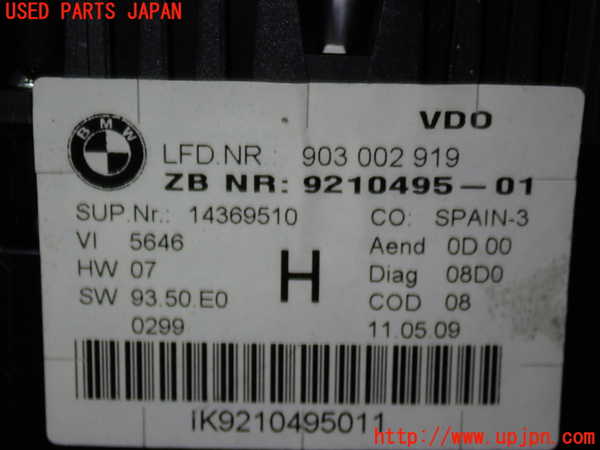 USED PARTS JAPAN
VDO
BMW
LFD.NR.: 903 002 919
ZB NR: 9210495-01
SUP.Nr.: 14369510 CO: SPAIN-3
VI 5646 Aend 0D 00
HW 07 H Diag 08D0
SW 93.50.E0 COD 08
0299 11.05.09
IK9210495011
http://www.upjpn.com/